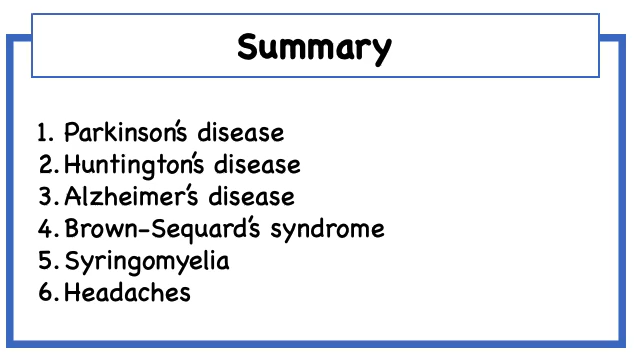 Summary
1. Parkinson's disease
2. Huntington's disease
3. Alzheimer's disease
4. Brown-Sequard's syndrome
5. Syringomyelia
6. Headaches